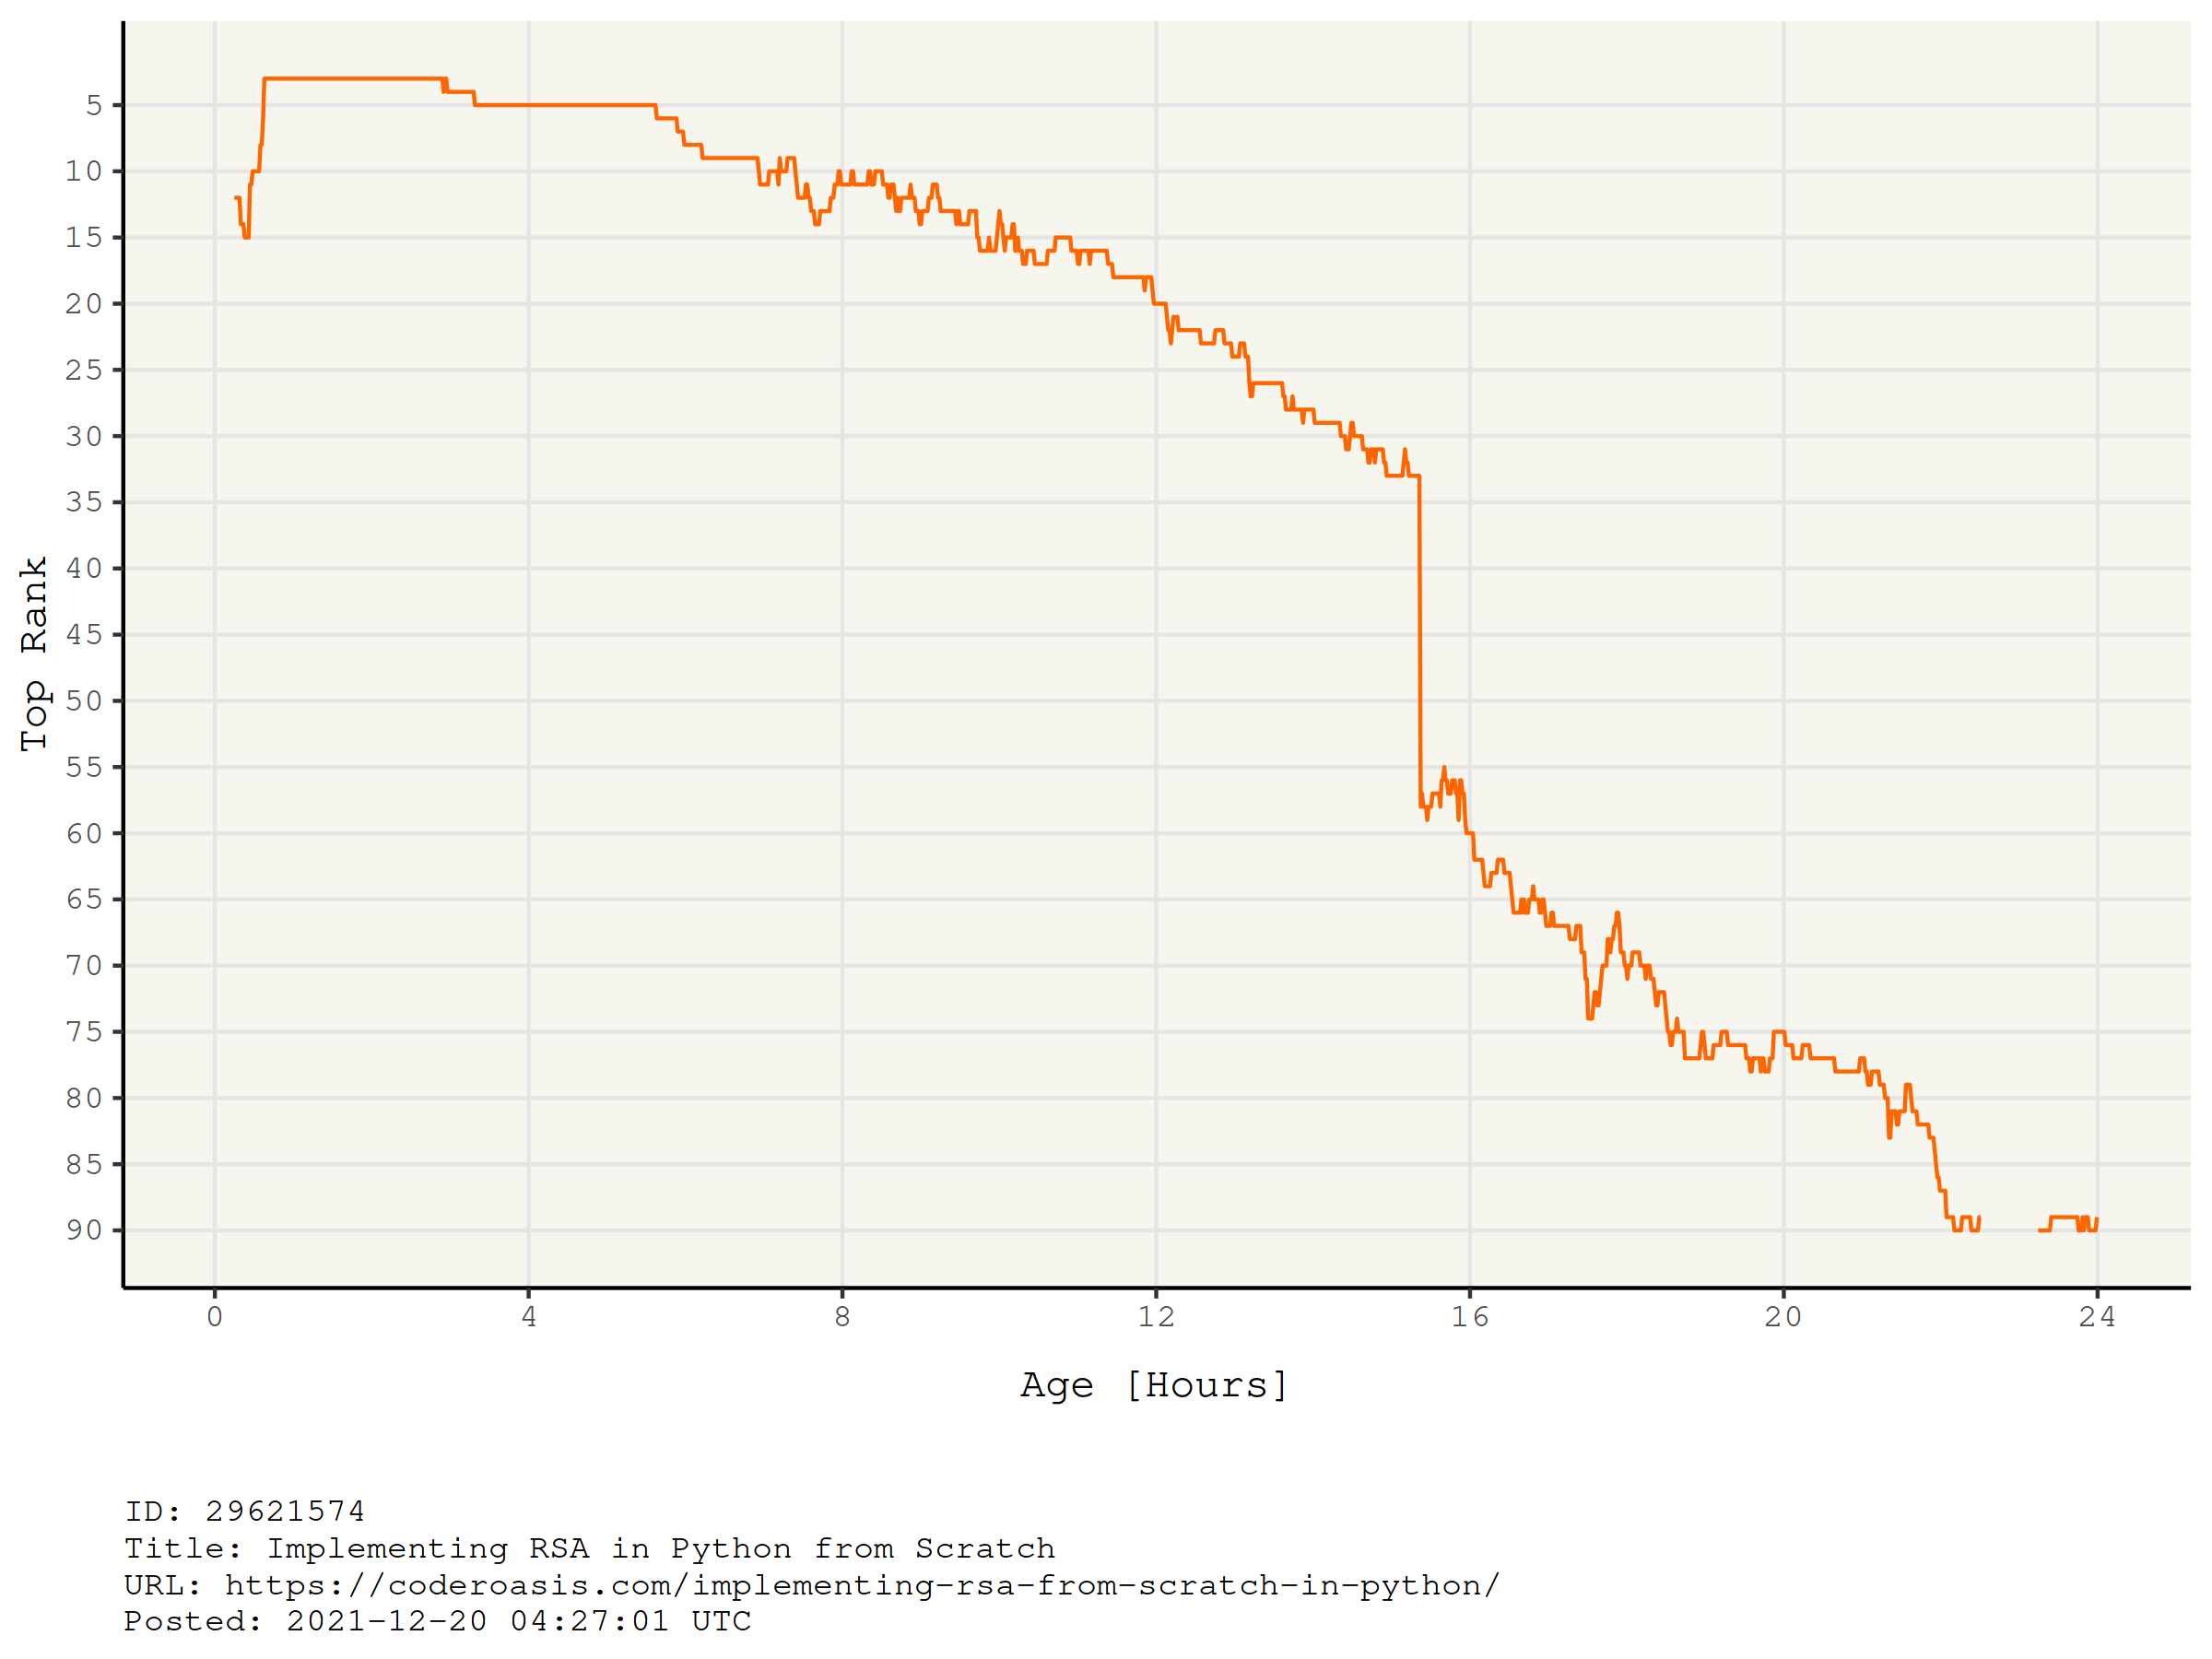 5
10
15
20
25
30
35
40
45
50
55
60
65
70
75
80
85
90
Top Rank
0 4 8 12 16 20 24
Age [Hours]
ID: 29621574
Title: Implementing RSA in Python from Scratch
URL: https://coderoasis.com/implementing-rsa-from-scratch-in-python/
Posted: 2021-12-20 04:27:01 UTC